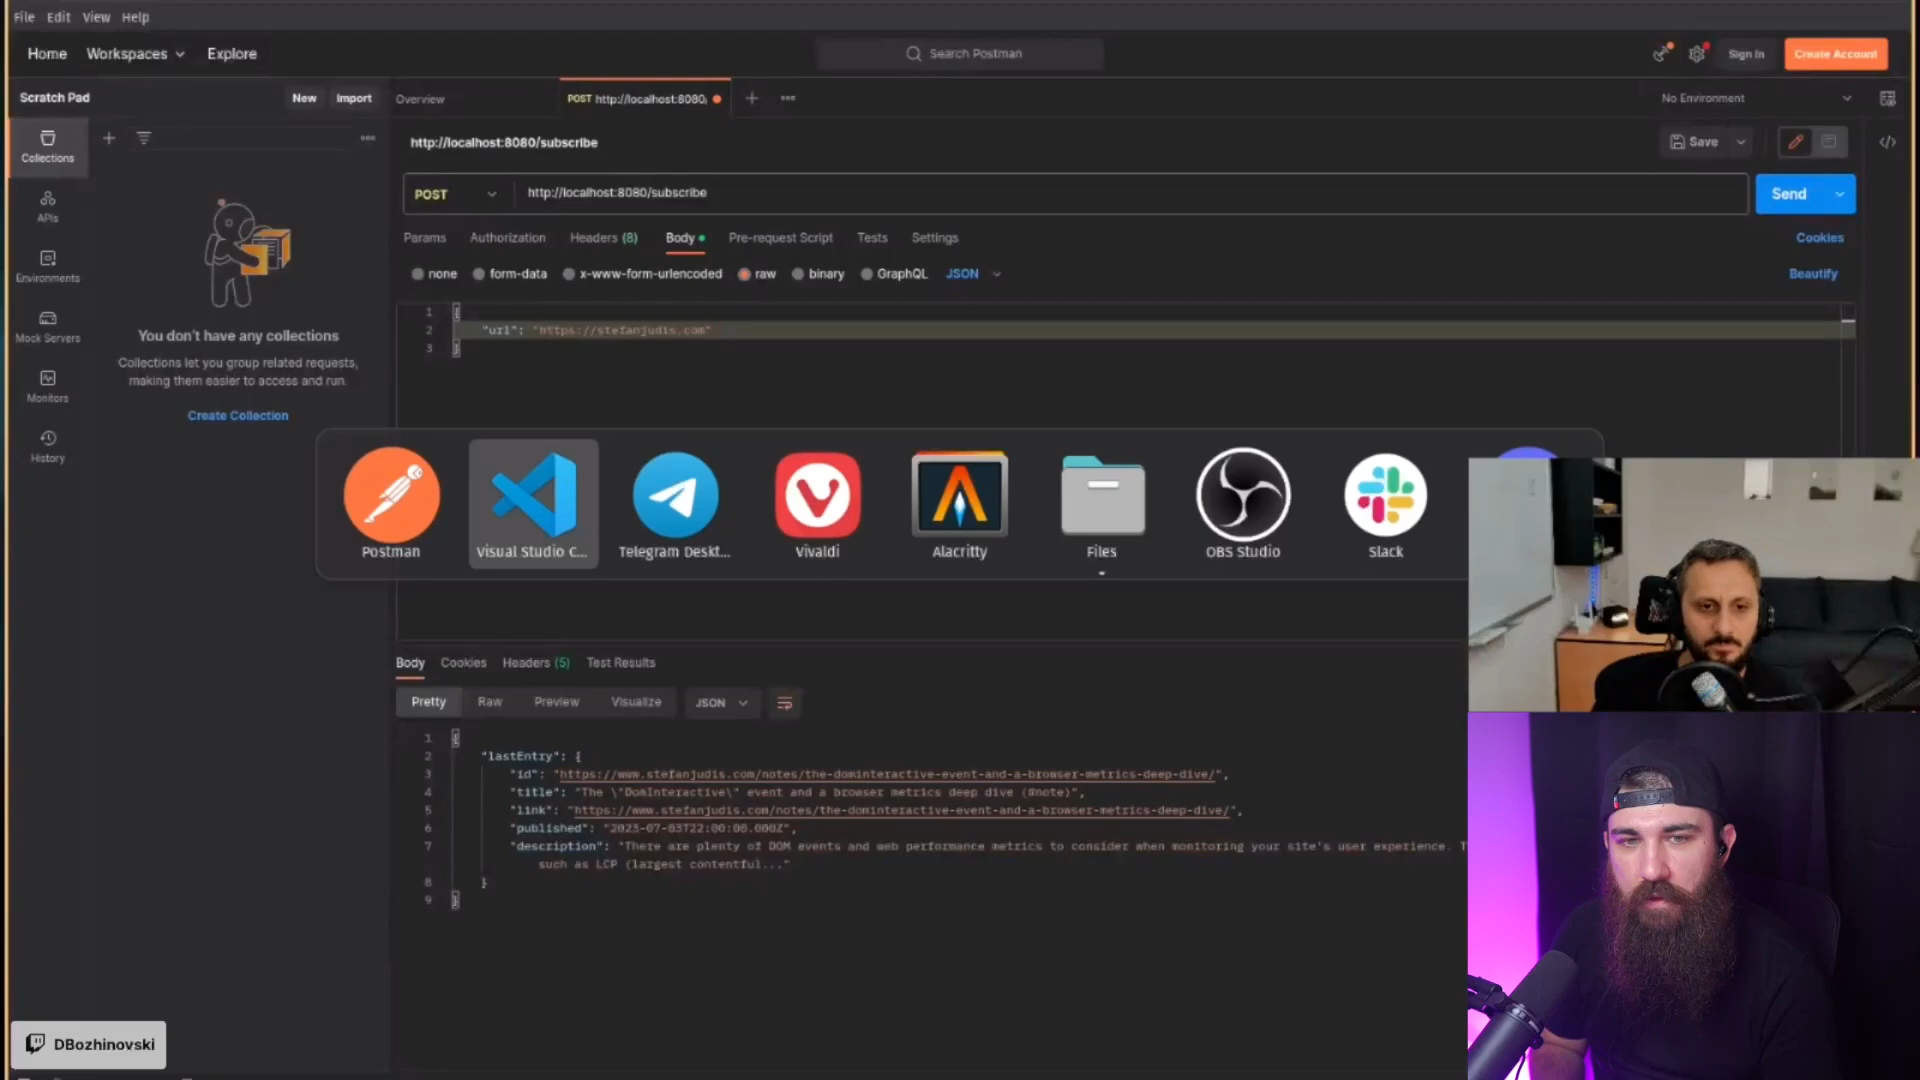 File Edit View Help
Home Workspaces Explore
Search Postman
Sign In
Create Account
Scratch Pad
New Import
Overview
POST http://localhost:8080/
No Environment
Collections
APIs
Environments
Mock Servers
Monitors
History
You don't have any collections
Collections let you group related requests,
making them easier to access and run.
Create Collection
http://localhost:8080/subscribe
Save
POST http://localhost:8080/subscribe
Send
Params Authorization Headers (8) Body Pre-request Script Tests Settings
Cookies
none form-data x-www-form-urlencoded raw binary GraphQL JSON
Beautify
1 {
2 "url": "https://stefanjudis.com"
3 }
Postman Visual Studio C... Telegram Deskt... Vivaldi Alacritty Files OBS Studio Slack
Body Cookies Headers (5) Test Results
Pretty Raw Preview Visualize JSON
1 {
2 "lastEntry": {
3 "id": "https://www.stefanjudis.com/notes/the-dominteractive-event-and-a-browser-metrics-deep-dive/",
4 "title": "The \"DomInteractive\" event and a browser metrics deep dive (#note)",
5 "link": "https://www.stefanjudis.com/notes/the-dominteractive-event-and-a-browser-metrics-deep-dive/",
6 "published": "2023-07-03T22:00:00.000Z",
7 "description": "There are plenty of DOM events and web performance metrics to consider when monitoring your site's user experience. T
such as LCP (largest contentful..."
8 }
9 }
DBozhinovski